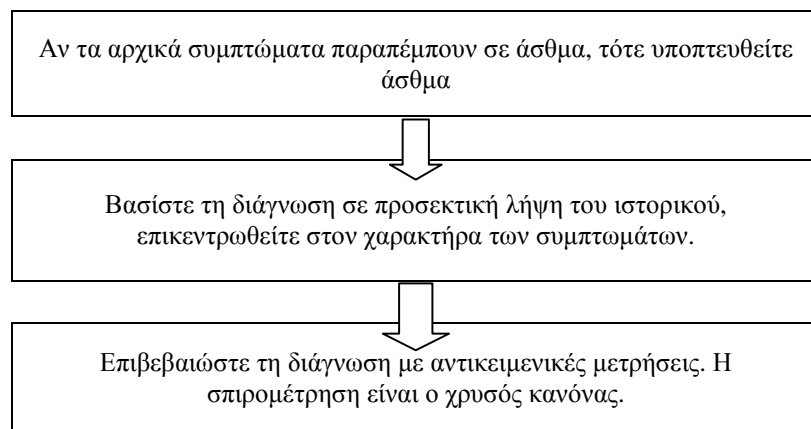 Αν τα αρχικά συμπτώματα παραπέμπουν σε άσθμα, τότε υποπτευθείτε
άσθμα
Βασίστε τη διάγνωση σε προσεκτική λήψη του ιστορικού,
επικεντρωθείτε στον χαρακτήρα των συμπτωμάτων.
Επιβεβαιώστε τη διάγνωση με αντικειμενικές μετρήσεις. Η
σπιρομέτρηση είναι ο χρυσός κανόνας.